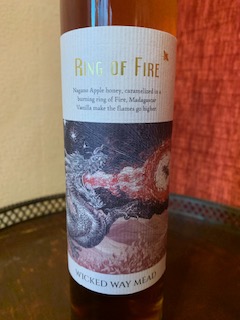 RING OF FIRE
Nagano Apple honey, caramelized in a
burning ring of Fire, Madagascar
Vanilla make the flames go higher
WICKED WAY MEAD